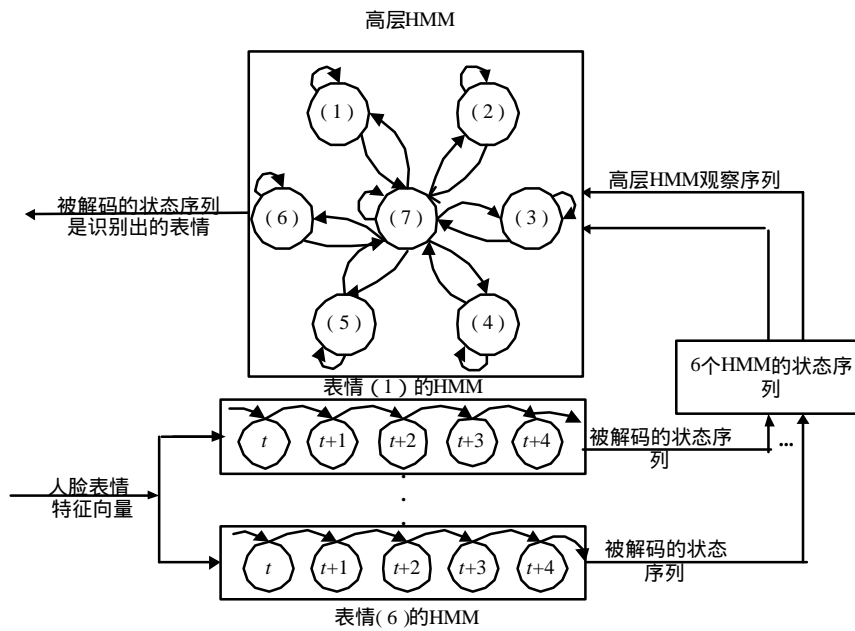 高层HMM
(1)
(2)
高层HMM观察序列
被解码的状态序列
是识别出的表情
(6)
(7)
(3)
(5)
(4)
6个HMM的状态序
列
表情(1)的HMM
t t+1 t+2 t+3 t+4
被解码的状态序
列
...
人脸表情
特征向量
t t+1 t+2 t+3 t+4
被解码的状态
序列
表情(6)的HMM